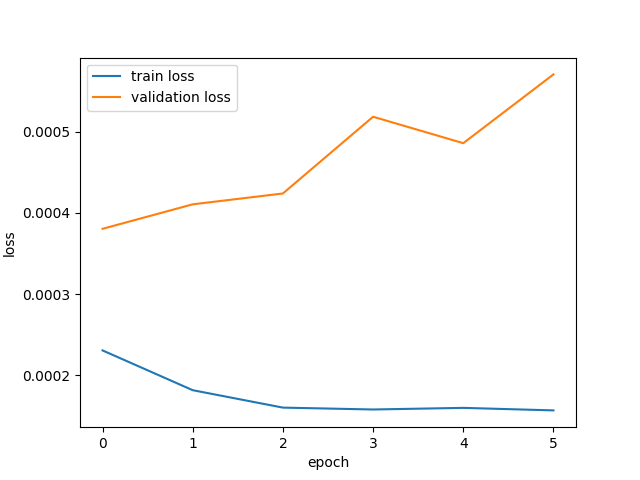 train loss
validation loss
0.0005
0.0004
0.0003
0.0002
loss
0 1 2 3 4 5
epoch